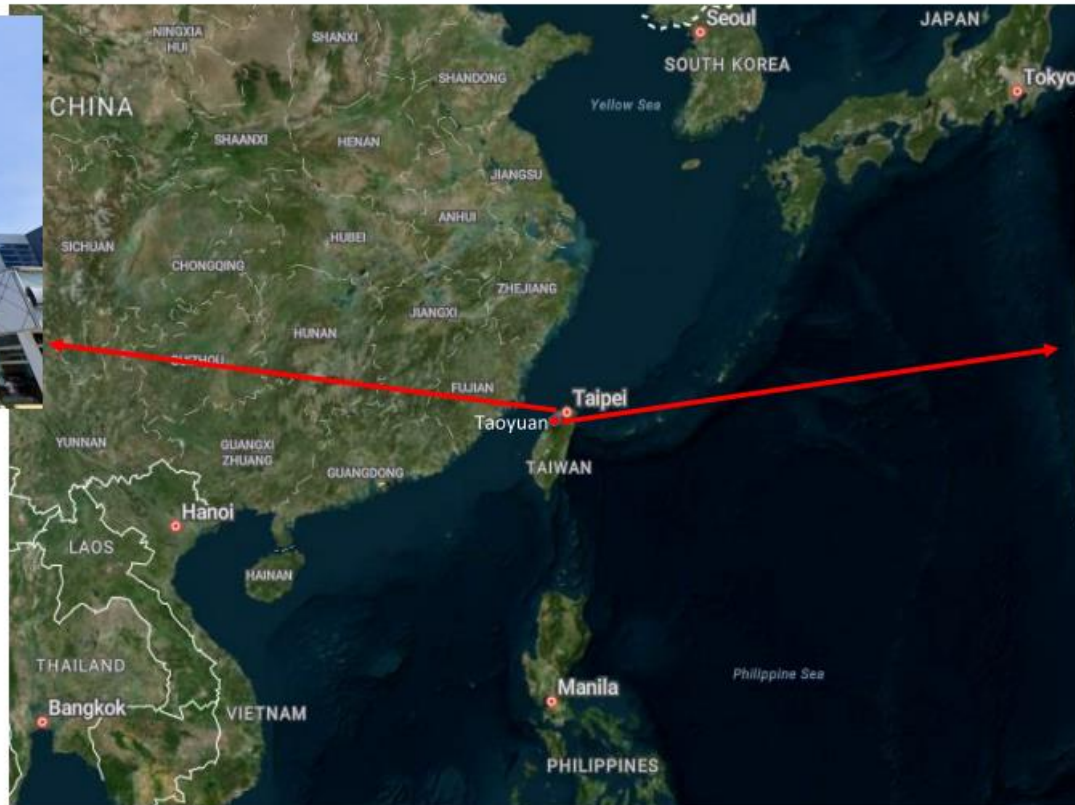 NINGXIA
HUI
SHANXI
Seoul
JAPAN
SOUTH KOREA
SHANDONG
Tokyo
CHINA
Yellow Sea
SHAANXI
HENAN
JIANGSU
ANHUI
SICHUAN
HUBEI
CHONGQING
ZHEJIANG
JIANGXI
HUNAN
GUIZHOU
FUJIAN
Taipei
Taoyuan
YUNNAN
GUANGXI
ZHUANG
GUANGDONG
TAIWAN
Hanoi
LAOS
HAINAN
THAILAND
Philippine Sea
Manila
Bangkok
VIETNAM
PHILIPPINES